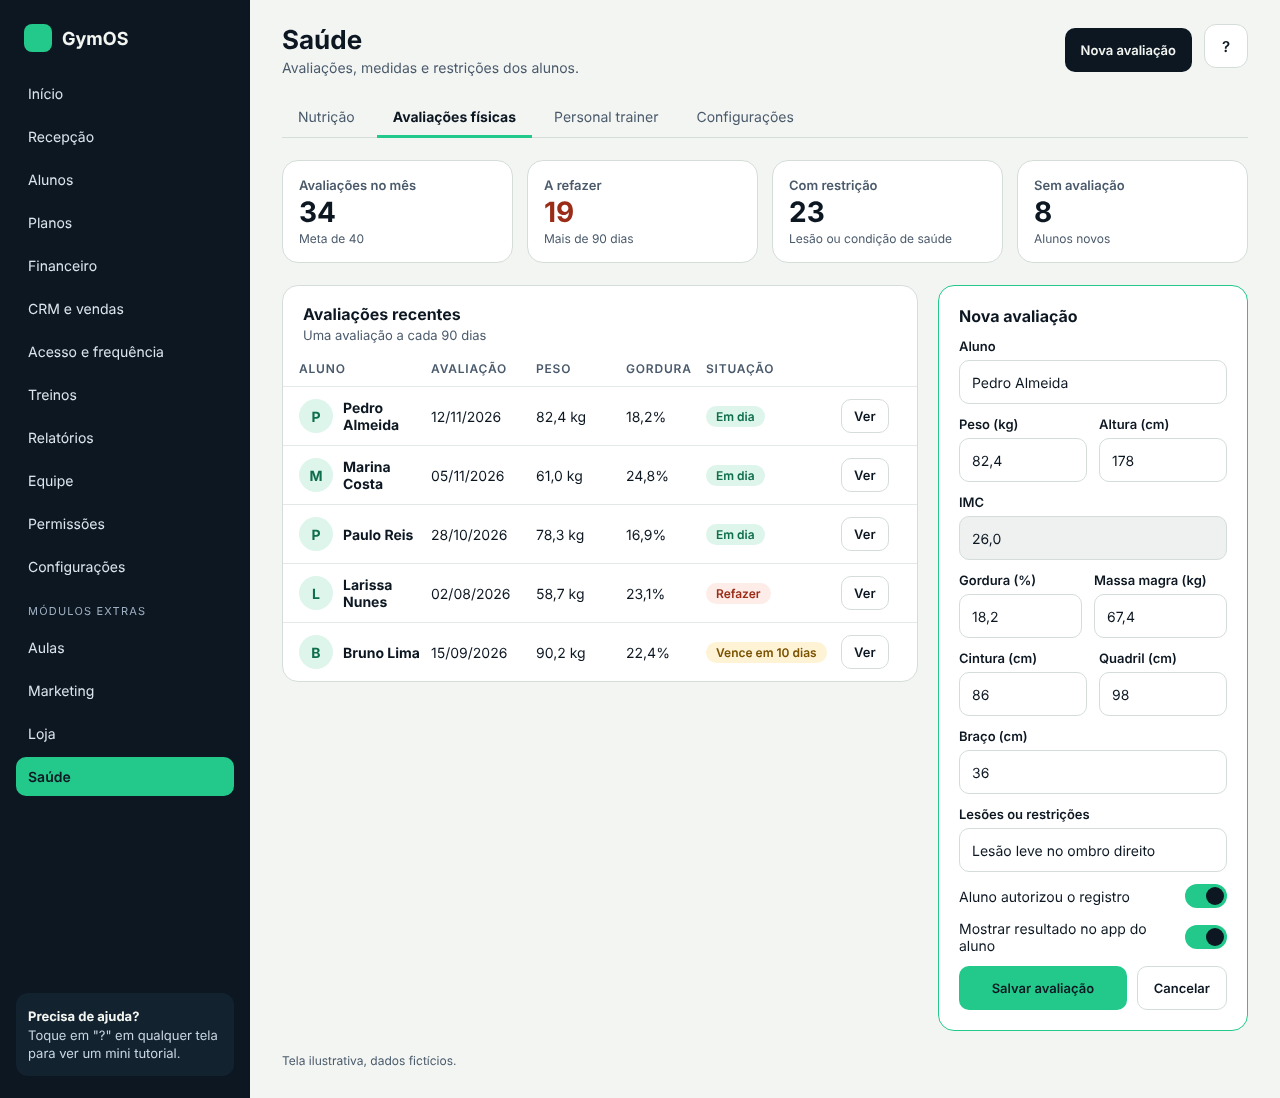 GymOS
Início
Recepção
Alunos
Planos
Financeiro
CRM e vendas
Acesso e frequência
Treinos
Relatórios
Equipe
Permissões
Configurações
MÓDULOS EXTRAS
Aulas
Marketing
Loja
Saúde
Precisa de ajuda?
Toque em "?" em qualquer tela
para ver um mini tutorial.
Saúde
Avaliações, medidas e restrições dos alunos.
Nova avaliação
?
Nutrição
Avaliações físicas
Personal trainer
Configurações
Avaliações no mês
34
Meta de 40
A refazer
19
Mais de 90 dias
Com restrição
23
Lesão ou condição de saúde
Sem avaliação
8
Alunos novos
Avaliações recentes
Uma avaliação a cada 90 dias
ALUNO AVALIAÇÃO PESO GORDURA SITUAÇÃO
P Pedro Almeida 12/11/2026 82,4 kg 18,2% Em dia Ver
M Marina Costa 05/11/2026 61,0 kg 24,8% Em dia Ver
P Paulo Reis 28/10/2026 78,3 kg 16,9% Em dia Ver
L Larissa Nunes 02/08/2026 58,7 kg 23,1% Refazer Ver
B Bruno Lima 15/09/2026 90,2 kg 22,4% Vence em 10 dias Ver
Nova avaliação
Aluno
Pedro Almeida
Peso (kg) Altura (cm)
82,4 178
IMC
26,0
Gordura (%) Massa magra (kg)
18,2 67,4
Cintura (cm) Quadril (cm)
86 98
Braço (cm)
36
Lesões ou restrições
Lesão leve no ombro direito
Aluno autorizou o registro
Mostrar resultado no app do
aluno
Salvar avaliação Cancelar
Tela ilustrativa, dados fictícios.